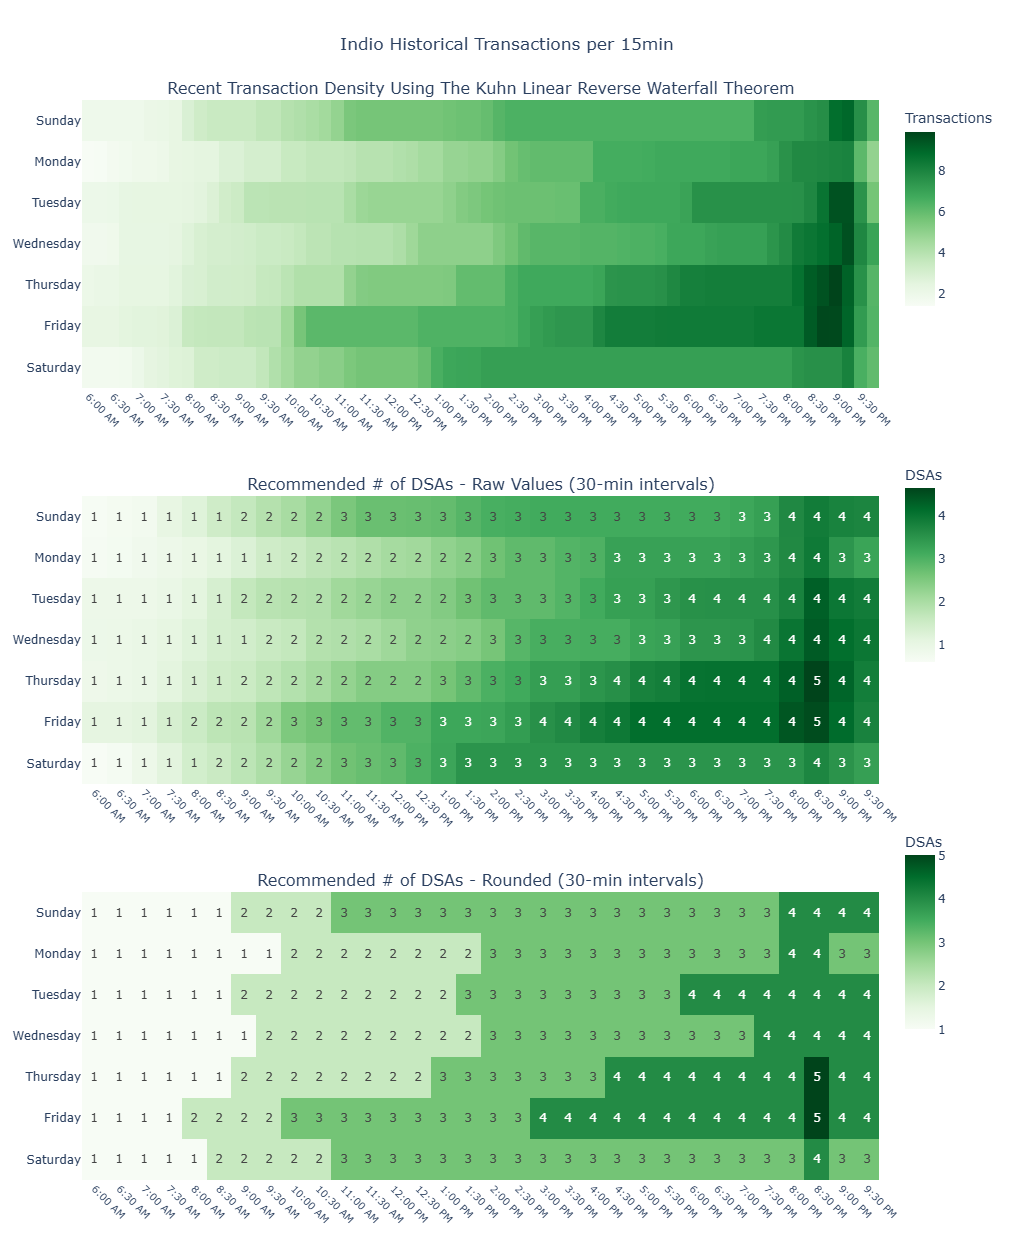 Indio Historical Transactions per 15min
Recent Transaction Density Using The Kuhn Linear Reverse Waterfall Theorem
Sunday
Monday
Tuesday
Wednesday
Thursday
Friday
Saturday
6:00 AM 6:30 AM 7:00 AM 7:30 AM 8:00 AM 8:30 AM 9:00 AM 9:30 AM 10:00 AM 10:30 AM 11:00 AM 11:30 AM 12:00 PM 12:30 PM 1:00 PM 1:30 PM 2:00 PM 2:30 PM 3:00 PM 3:30 PM 4:00 PM 4:30 PM 5:00 PM 5:30 PM 6:00 PM 6:30 PM 7:00 PM 7:30 PM 8:00 PM 8:30 PM 9:00 PM 9:30 PM
Transactions
8
6
4
2
Recommended # of DSAs - Raw Values (30-min intervals)
Sunday 1 1 1 1 1 1 2 2 2 2 3 3 3 3 3 3 3 3 3 3 3 3 3 3 3 3 3 3 4 4 4 4
Monday 1 1 1 1 1 1 1 1 2 2 2 2 2 2 2 2 3 3 3 3 3 3 3 3 3 3 3 3 4 4 3 3
Tuesday 1 1 1 1 1 1 2 2 2 2 2 2 2 2 2 3 3 3 3 3 3 3 3 3 4 4 4 4 4 4 4 4
Wednesday 1 1 1 1 1 1 1 2 2 2 2 2 2 2 2 2 3 3 3 3 3 3 3 3 3 3 3 4 4 4 4 4
Thursday 1 1 1 1 1 1 2 2 2 2 2 2 2 2 3 3 3 3 3 3 3 4 4 4 4 4 4 4 4 5 4 4
Friday 1 1 1 1 2 2 2 2 3 3 3 3 3 3 3 3 3 3 4 4 4 4 4 4 4 4 4 4 4 5 4 4
Saturday 1 1 1 1 1 2 2 2 2 2 3 3 3 3 3 3 3 3 3 3 3 3 3 3 3 3 3 3 3 4 3 3
6:00 AM 6:30 AM 7:00 AM 7:30 AM 8:00 AM 8:30 AM 9:00 AM 9:30 AM 10:00 AM 10:30 AM 11:00 AM 11:30 AM 12:00 PM 12:30 PM 1:00 PM 1:30 PM 2:00 PM 2:30 PM 3:00 PM 3:30 PM 4:00 PM 4:30 PM 5:00 PM 5:30 PM 6:00 PM 6:30 PM 7:00 PM 7:30 PM 8:00 PM 8:30 PM 9:00 PM 9:30 PM
DSAs
4
3
2
1
Recommended # of DSAs - Rounded (30-min intervals)
Sunday 1 1 1 1 1 1 2 2 2 2 3 3 3 3 3 3 3 3 3 3 3 3 3 3 3 3 3 3 4 4 4 4
Monday 1 1 1 1 1 1 1 1 2 2 2 2 2 2 2 2 3 3 3 3 3 3 3 3 3 3 3 3 4 4 3 3
Tuesday 1 1 1 1 1 1 2 2 2 2 2 2 2 2 2 3 3 3 3 3 3 3 3 3 4 4 4 4 4 4 4 4
Wednesday 1 1 1 1 1 1 1 2 2 2 2 2 2 2 2 2 3 3 3 3 3 3 3 3 3 3 3 4 4 4 4 4
Thursday 1 1 1 1 1 1 2 2 2 2 2 2 2 2 3 3 3 3 3 3 3 4 4 4 4 4 4 4 4 5 4 4
Friday 1 1 1 1 2 2 2 2 3 3 3 3 3 3 3 3 3 3 4 4 4 4 4 4 4 4 4 4 4 5 4 4
Saturday 1 1 1 1 1 2 2 2 2 2 3 3 3 3 3 3 3 3 3 3 3 3 3 3 3 3 3 3 3 4 3 3
6:00 AM 6:30 AM 7:00 AM 7:30 AM 8:00 AM 8:30 AM 9:00 AM 9:30 AM 10:00 AM 10:30 AM 11:00 AM 11:30 AM 12:00 PM 12:30 PM 1:00 PM 1:30 PM 2:00 PM 2:30 PM 3:00 PM 3:30 PM 4:00 PM 4:30 PM 5:00 PM 5:30 PM 6:00 PM 6:30 PM 7:00 PM 7:30 PM 8:00 PM 8:30 PM 9:00 PM 9:30 PM
DSAs
5
4
3
2
1